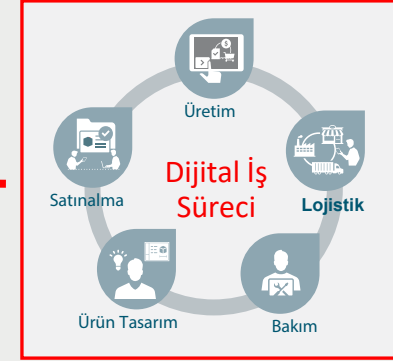 Üretim
Satınalma
Dijital İş
Süreci
Lojistik
Ürün Tasarım
Bakım